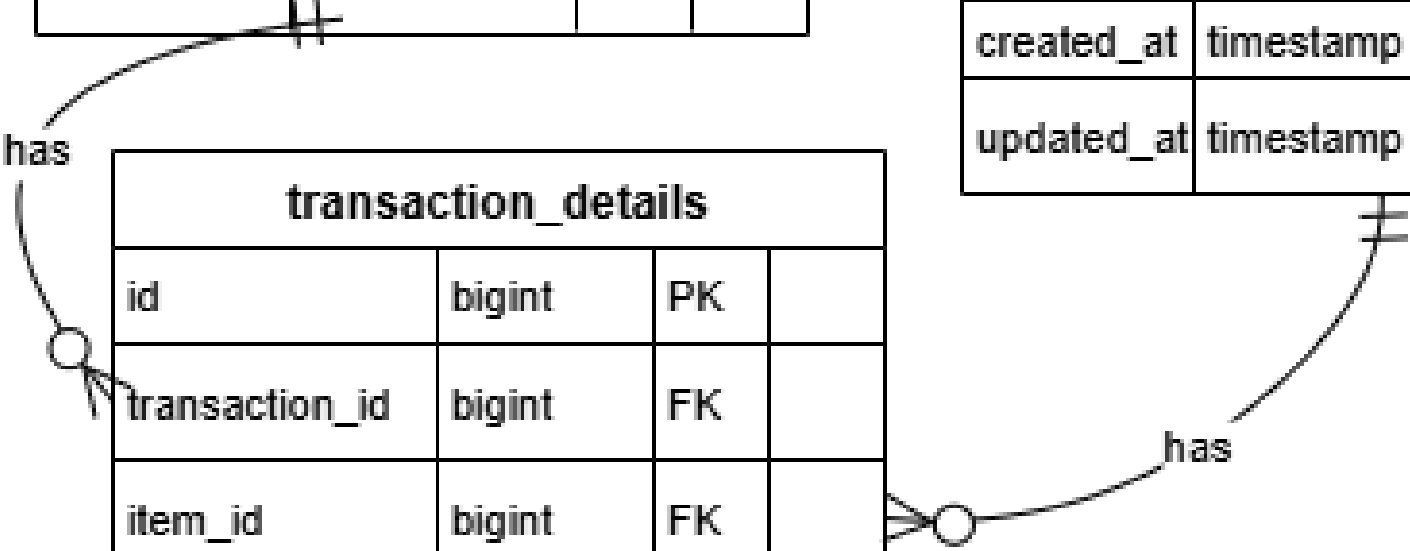 created_at timestamp
updated_at timestamp
has
transaction_details
id bigint PK
transaction_id bigint FK
has
item_id bigint FK